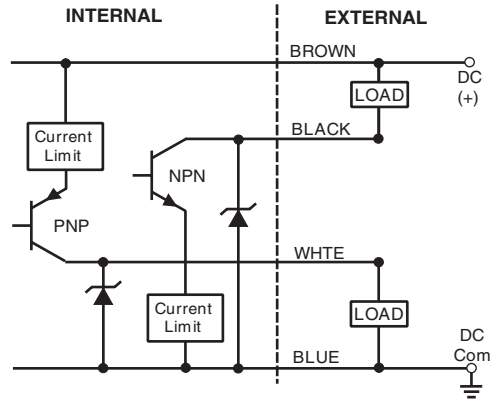 INTERNAL
EXTERNAL
BROWN
DC
(+)
LOAD
Current
Limit
BLACK
NPN
PNP
WHTE
Current
Limit
LOAD
DC
Com
BLUE